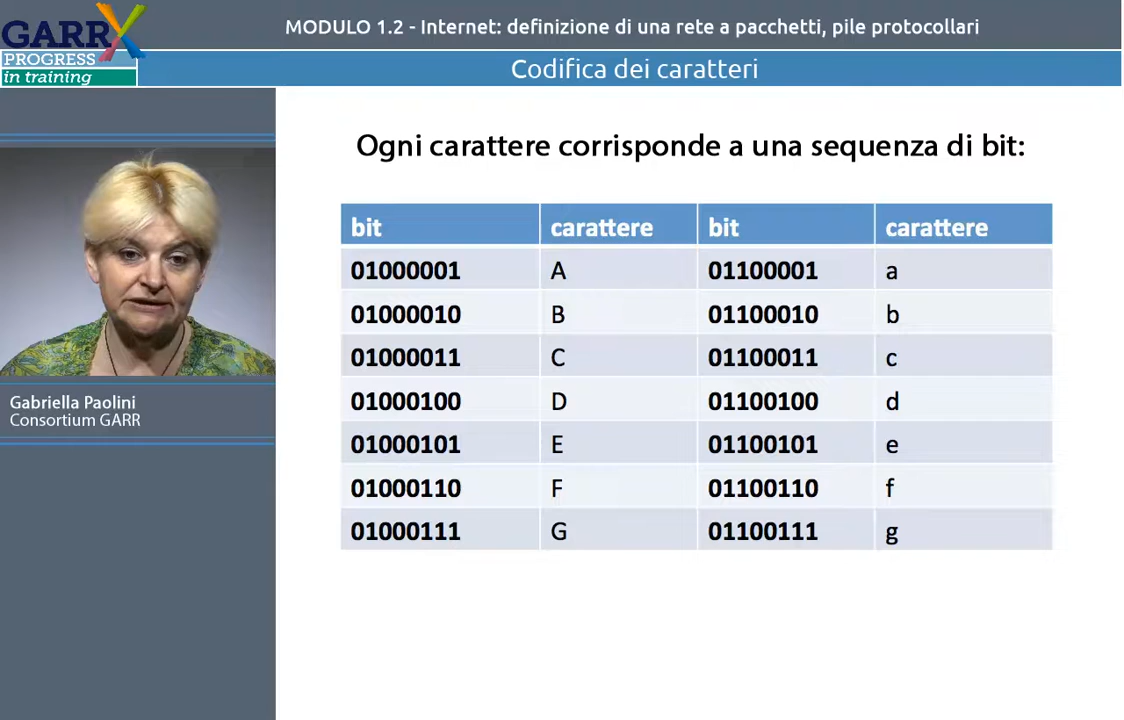 GARR X
PROGRESS
in training
MODULO 1.2 - Internet: definizione di una rete a pacchetti, pile protocollari
Codifica dei caratteri
Gabriella Paolini
Consortium GARR
Ogni carattere corrisponde a una sequenza di bit:
bit carattere bit carattere
01000001 A 01100001 a
01000010 B 01100010 b
01000011 C 01100011 c
01000100 D 01100100 d
01000101 E 01100101 e
01000110 F 01100110 f
01000111 G 01100111 g